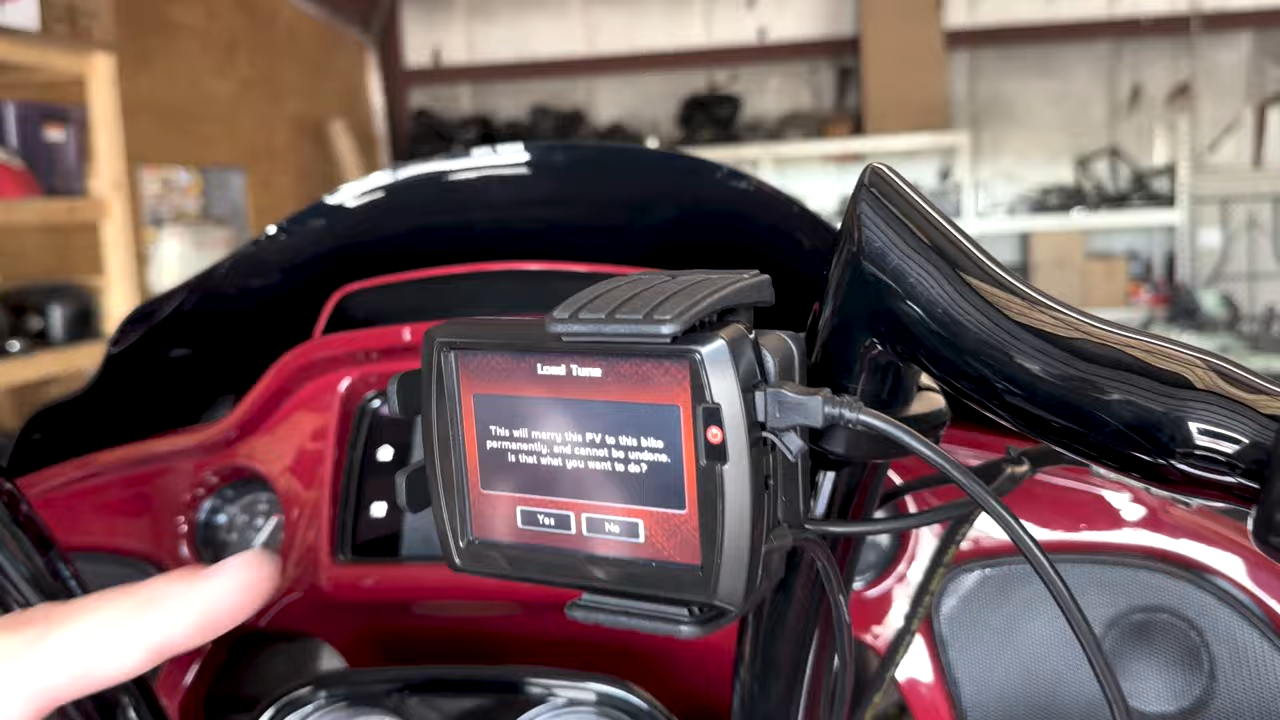 Load Tune
This will marry this PV to this bike
permanently, and cannot be undone.
Is that what you want to do?
Yes
No